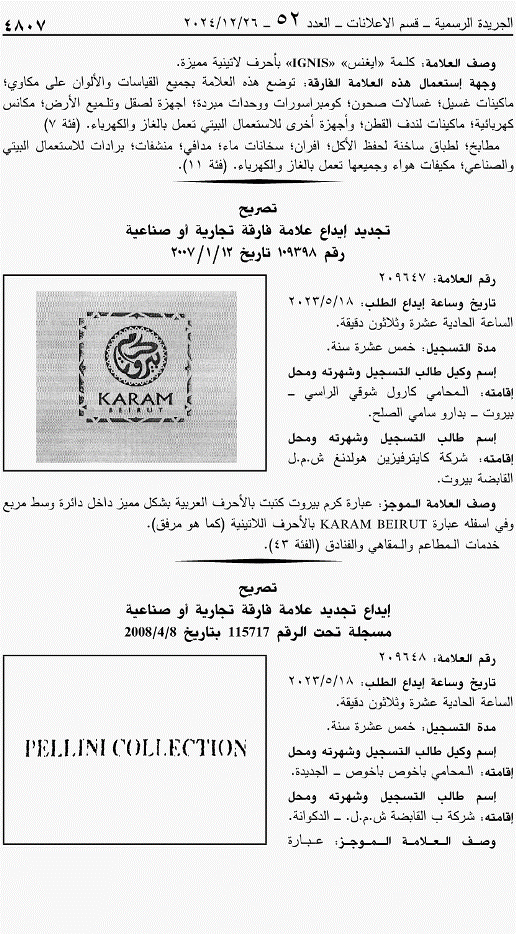 الجريدة الرسمية ــ قسم الاعلانات ــ العدد ٥٢ ــ ٢٠٢٤/١٢/٢٦
٤٨٠٧
وصف العلامة: كلمة «ايغنس» «IGNIS» بأحرف لاتينية مميزة.
وجهة إستعمال هذه العلامة الفارقة: توضع هذه العلامة بجميع القياسات والألوان على مكاوي؛
ماكينات غسيل؛ غسالات صحون؛ كومبراسورات ووحدات مبردة؛ اجهزة لصقل وتلميع الأرض؛ مكانس
كهربائية؛ ماكينات لندف القطن؛ وأجهزة أخرى للاستعمال البيتي تعمل بالغاز والكهرباء. (فئة ٧)
مطابخ؛ لطباق ساخنة لحفظ الأكل؛ افران؛ سخانات ماء؛ مدافي؛ منشفات؛ برادات للاستعمال البيتي
والصناعي؛ مكيفات هواء وجميعها تعمل بالغاز والكهرباء. (فئة ١١).
تصريح
تجديد إيداع علامة فارقة تجارية أو صناعية
رقم ١٠٩٣٩٨ تاريخ ٢٠٠٧/١/١٢
رقم العلامة: ٢٠٩٦٤٧
تاريخ وساعة إيداع الطلب: ٢٠٢٣/٥/١٨
الساعة الحادية عشرة وثلاثون دقيقة.
مدة التسجيل: خمس عشرة سنة.
إسم وكيل طالب التسجيل وشهرته ومحل
إقامته: المحامي كارول شوقي الراسي ــ
بيروت ــ بدارو سامي الصلح.
إسم طالب التسجيل وشهرته ومحل
إقامته: شركة كايترفيزين هولدنغ ش.م.ل
القابضة بيروت.
كرم بيروت
KARAM
BEIRUT
وصف العلامة الموجز: عبارة كرم بيروت كتبت بالأحرف العربية بشكل مميز داخل دائرة وسط مربع
وفي اسفله عبارة KARAM BEIRUT بالأحرف اللاتينية (كما هو مرفق).
خدمات المطاعم والمقاهي والفنادق (الفئة ٤٣).
تصريح
إيداع تجديد علامة فارقة تجارية أو صناعية
مسجلة تحت الرقم 115717 بتاريخ 2008/4/8
رقم العلامة: ٢٠٩٦٤٨
تاريخ وساعة إيداع الطلب: ٢٠٢٣/٥/١٨
الساعة الحادية عشرة وثلاثون دقيقة.
مدة التسجيل: خمس عشرة سنة.
إسم وكيل طالب التسجيل وشهرته ومحل
إقامته: المحامي باخوص باخوص ــ الجديدة.
إسم طالب التسجيل وشهرته ومحل
إقامته: شركة ب القابضة ش.م.ل. ــ الدكوانة.
وصف العلامة الموجز: عبارة
PELLINI COLLECTION